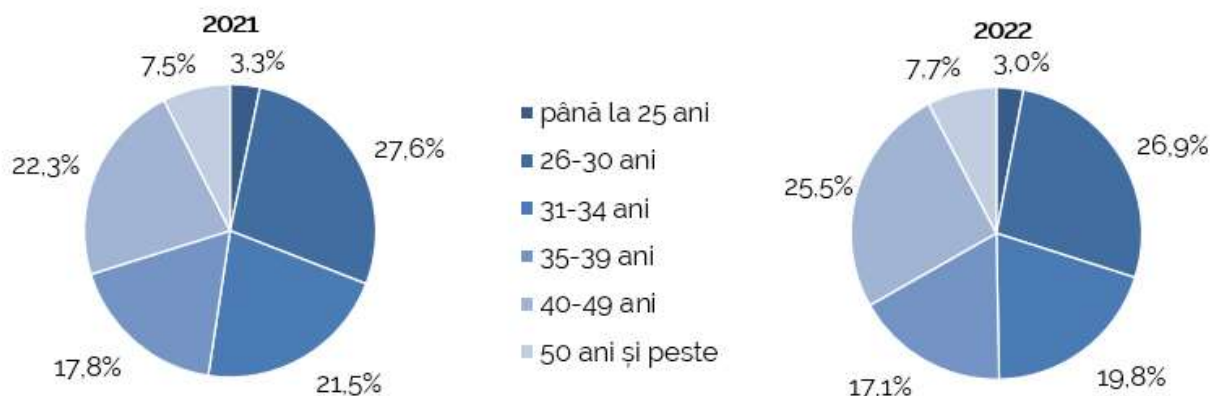 2021
7,5%
3,3%
27,6%
22,3%
17,8%
21,5%
până la 25 ani
26-30 ani
31-34 ani
35-39 ani
40-49 ani
50 ani și peste
2022
7,7%
3,0%
26,9%
25,5%
17,1%
19,8%